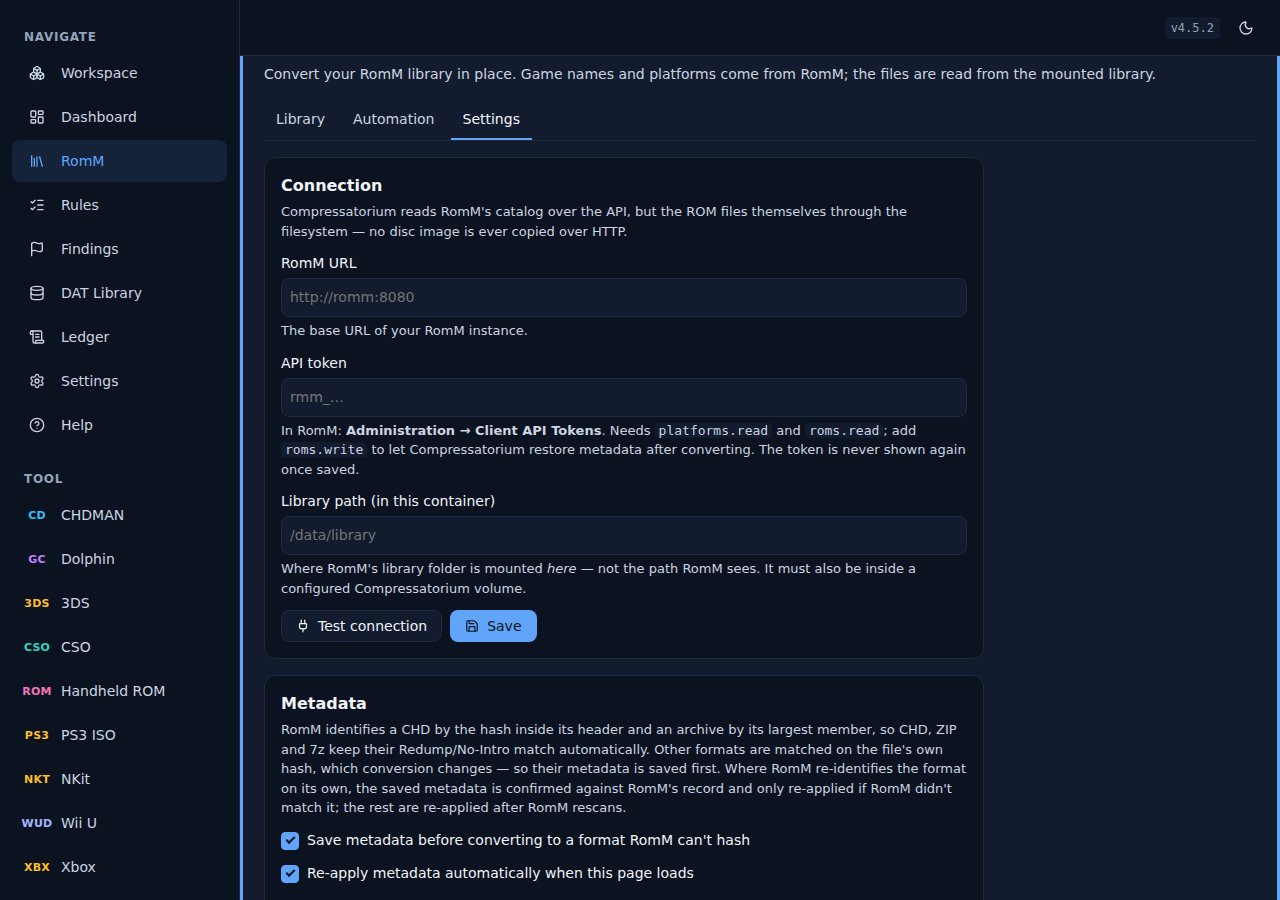 NAVIGATE
Workspace
Dashboard
RomM
Rules
Findings
DAT Library
Ledger
Settings
Help
TOOL
CD CHDMAN
GC Dolphin
3DS 3DS
CSO CSO
ROM Handheld ROM
PS3 PS3 ISO
NKT NKit
WUD Wii U
XBX Xbox
v4.5.2
Convert your RomM library in place. Game names and platforms come from RomM; the files are read from the mounted library.
Library Automation Settings
Connection
Compressatorium reads RomM's catalog over the API, but the ROM files themselves through the
filesystem — no disc image is ever copied over HTTP.
RomM URL
http://romm:8080
The base URL of your RomM instance.
API token
rmm_...
In RomM: Administration → Client API Tokens. Needs platforms.read and roms.read; add
roms.write to let Compressatorium restore metadata after converting. The token is never shown again
once saved.
Library path (in this container)
/data/library
Where RomM's library folder is mounted here — not the path RomM sees. It must also be inside a
configured Compressatorium volume.
Test connection Save
Metadata
RomM identifies a CHD by the hash inside its header and an archive by its largest member, so CHD, ZIP
and 7z keep their Redump/No-Intro match automatically. Other formats are matched on the file's own
hash, which conversion changes — so their metadata is saved first. Where RomM re-identifies the format
on its own, the saved metadata is confirmed against RomM's record and only re-applied if RomM didn't
match it; the rest are re-applied after RomM rescans.
Save metadata before converting to a format RomM can't hash
Re-apply metadata automatically when this page loads